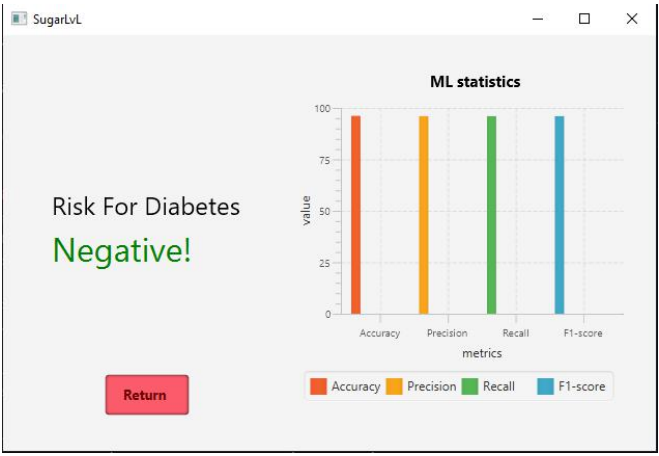 SugarLvL
Risk For Diabetes
Negative!
Return
ML statistics
100
75
50
25
0
value
Accuracy Precision Recall F1-score
metrics
Accuracy Precision Recall F1-score